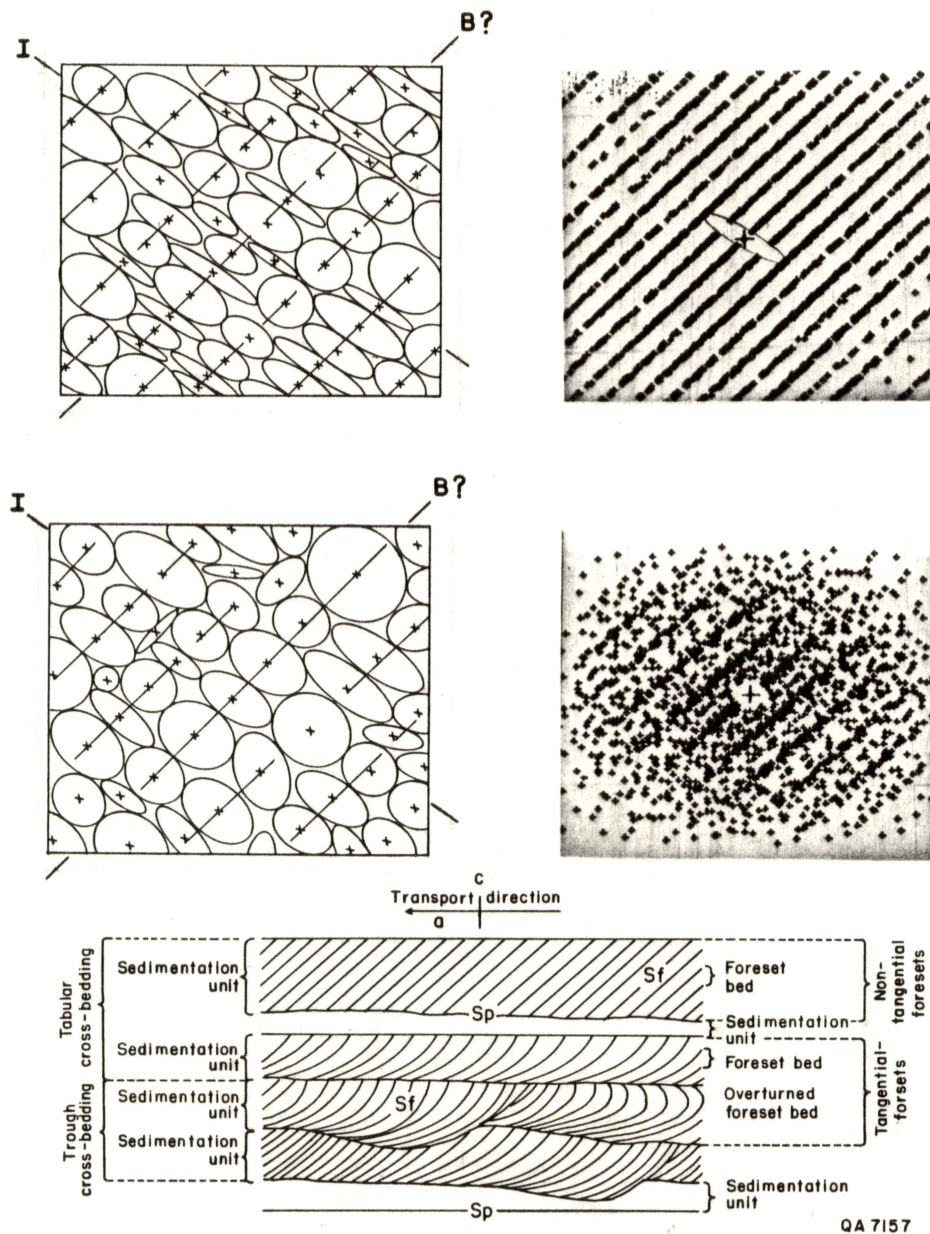 I
B?
I
B?
c
Transport direction
a
Tabular
cross-bedding
Trough
cross-bedding
Sedimentation
unit
Sedimentation
unit
Sedimentation
unit
Sedimentation
unit
Sf
Sp
Sf
Sp
Foreset
bed
Sedimentation
unit
Foreset bed
Overturned
foreset bed
Sedimentation
unit
Non-
tangential
foresets
Tangential-
forsets
QA 7157